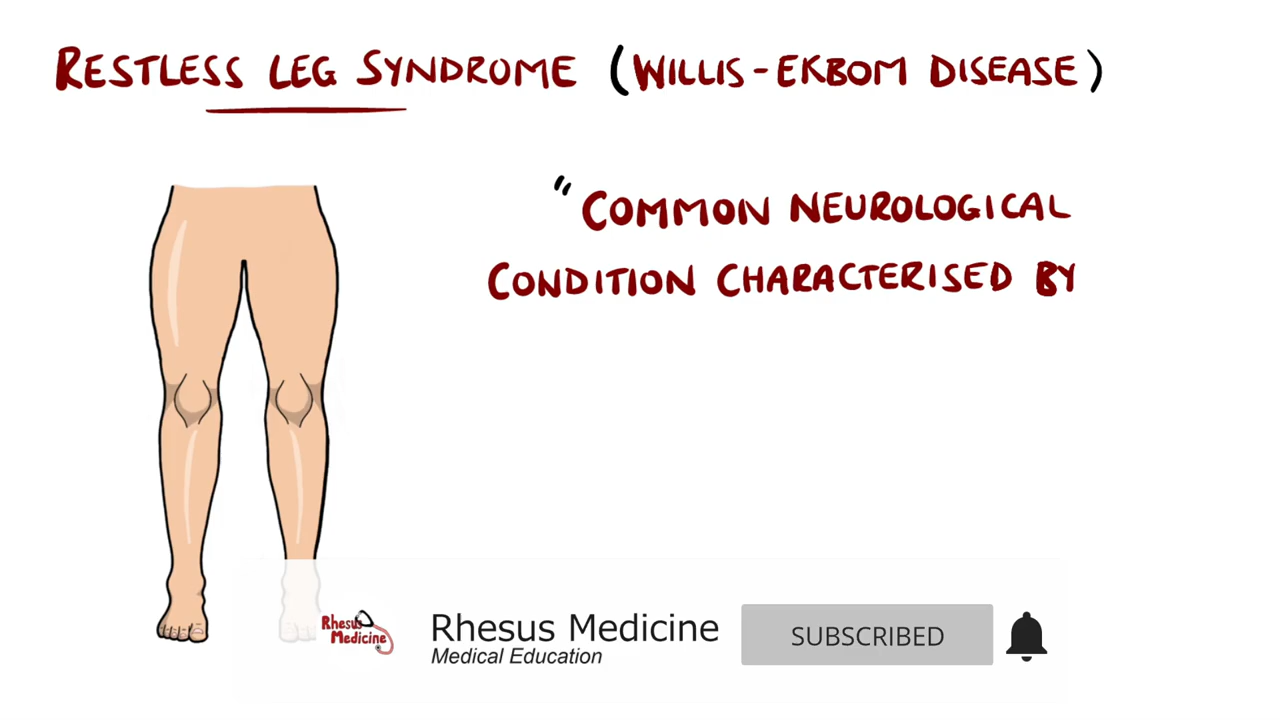 RESTLESS LEG SYNDROME (WILLIS-EKBOM DISEASE)
"COMMON NEUROLOGICAL
CONDITION CHARACTERISED BY
Rhesus
Medicine
Rhesus Medicine
Medical Education
SUBSCRIBED